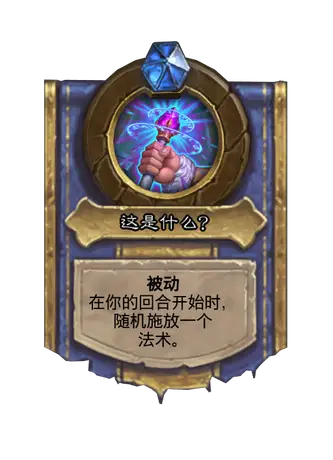 这是什么？
被动
在你的回合开始时，
随机施放一个
法术。